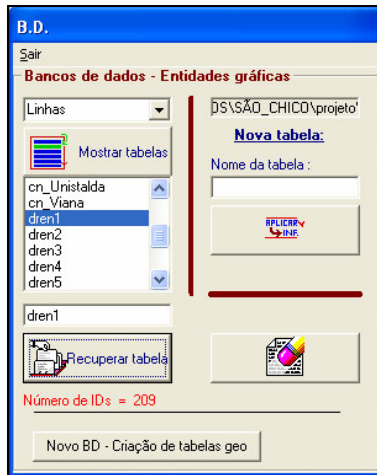 B.D.
Sair
Bancos de dados - Entidades gráficas
Linhas
Mostrar tabelas
cn_Unistalda
cn_Viana
dren1
dren2
dren3
dren4
dren5
dren1
Recuperar tabela
Número de IDs = 209
Novo BD - Criação de tabelas geo
DS\SÃO_CHICO\projeto
Nova tabela:
Nome da tabela :
APLICAR
INF.